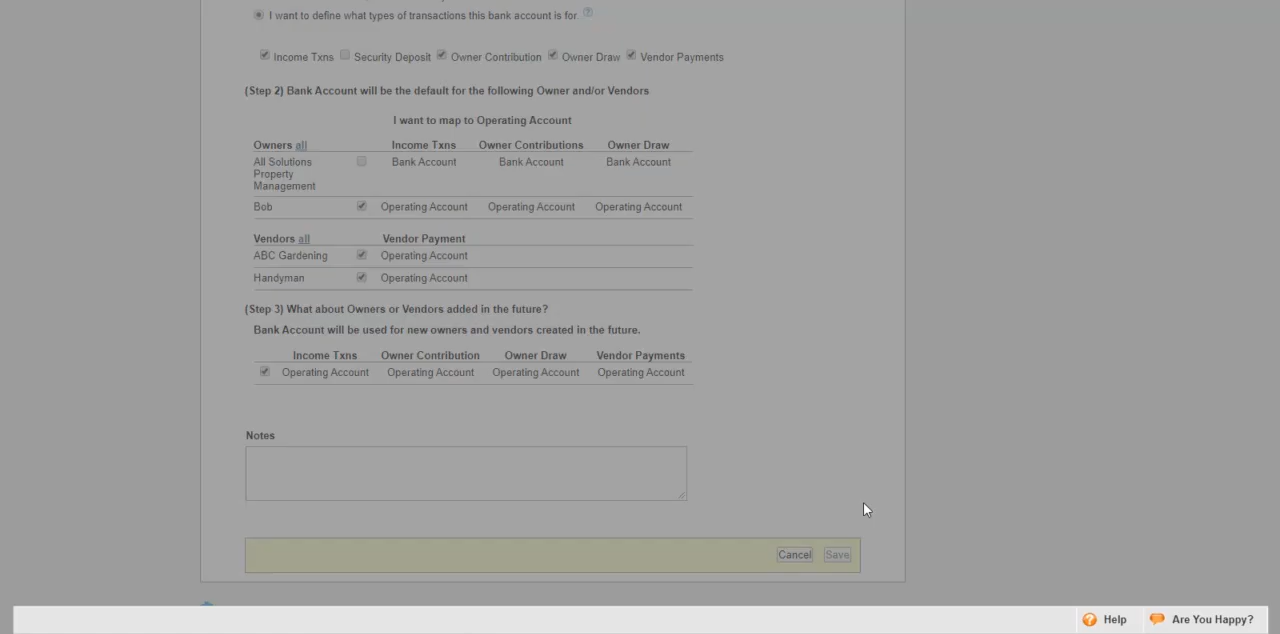 I want to define what types of transactions this bank account is for ?
Income Txns Security Deposit Owner Contribution Owner Draw Vendor Payments
(Step 2) Bank Account will be the default for the following Owner and/or Vendors
I want to map to Operating Account
Owners all Income Txns Owner Contributions Owner Draw
All Solutions Bank Account Bank Account Bank Account
Property
Management
Bob Operating Account Operating Account Operating Account
Vendors all Vendor Payment
ABC Gardening Operating Account
Handyman Operating Account
(Step 3) What about Owners or Vendors added in the future?
Bank Account will be used for new owners and vendors created in the future.
Income Txns Owner Contribution Owner Draw Vendor Payments
Operating Account Operating Account Operating Account Operating Account
Notes
Cancel Save
? Help Are You Happy?